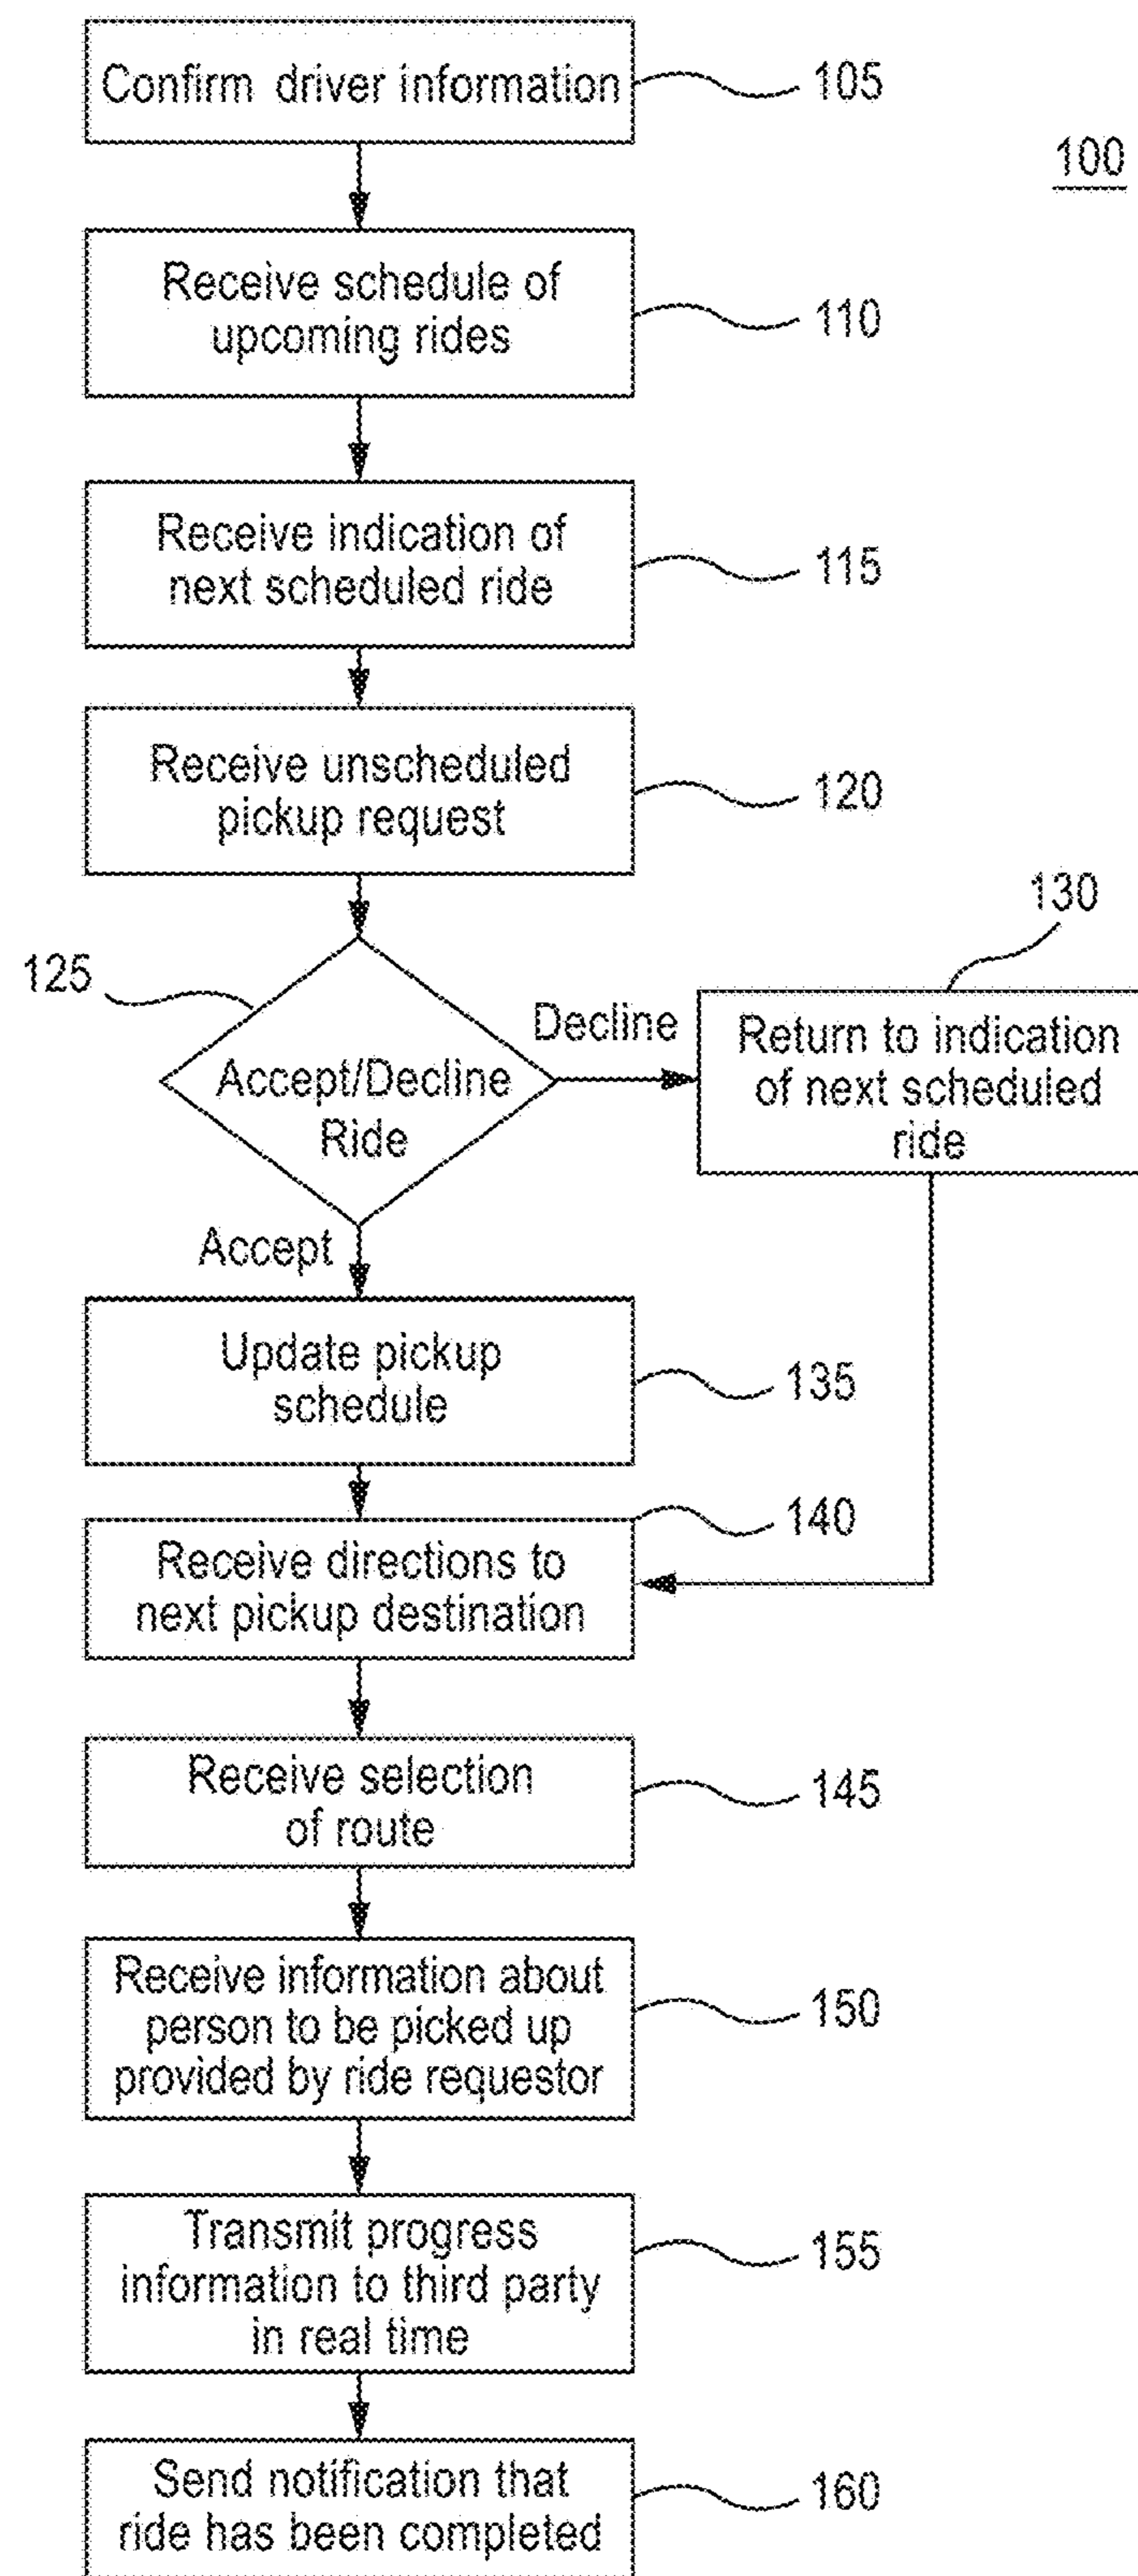 Confirm driver information
105
100
Receive schedule of
upcoming rides
110
Receive indication of
next scheduled ride
115
Receive unscheduled
pickup request
120
125
Accept/Decline
Ride
Decline
130
Return to indication
of next scheduled
ride
Accept
Update pickup
schedule
135
Receive directions to
next pickup destination
140
Receive selection
of route
145
Receive information about
person to be picked up
provided by ride requestor
150
Transmit progress
information to third party
in real time
155
Send notification that
ride has been completed
160